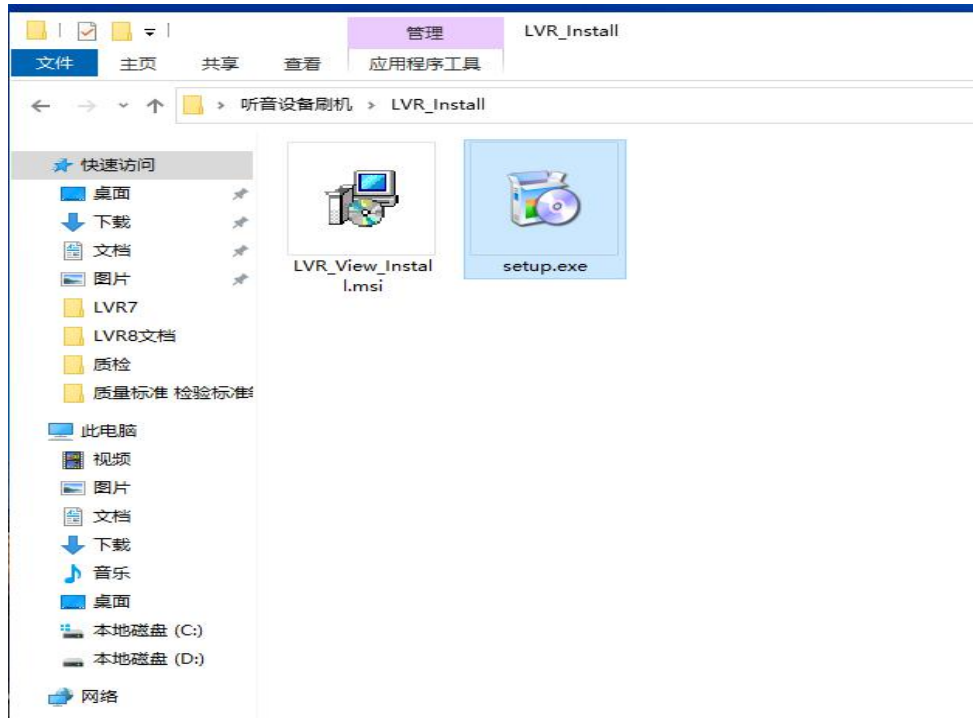 管理
LVR_Install
文件
主页
共享
查看
应用程序工具
听音设备刷机 > LVR_Install
快速访问
桌面
下载
文档
图片
LVR7
LVR8文档
质检
质量标准 检验标准
此电脑
视频
图片
文档
下载
音乐
桌面
本地磁盘 (C:)
本地磁盘 (D:)
网络
LVR_View_Instal
l.msi
setup.exe